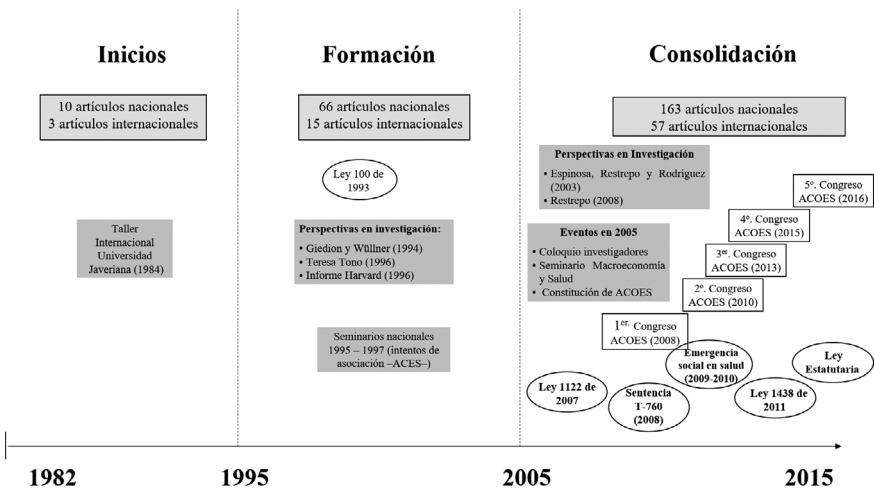 Inicios
10 artículos nacionales
3 artículos internacionales
Taller
Internacional
Universidad
Javeriana (1984)
Formación
66 artículos nacionales
15 artículos internacionales
Ley 100 de
1993
Perspectivas en investigación:
• Giedion y Wüllner (1994)
• Teresa Tono (1996)
• Informe Harvard (1996)
Seminarios nacionales
1995 – 1997 (intentos de
asociación –ACES–)
Consolidación
163 artículos nacionales
57 artículos internacionales
Perspectivas en Investigación
• Espinosa, Restrepo y Rodríguez
(2003)
• Restrepo (2008)
Eventos en 2005
• Coloquio investigadores
• Seminario Macroeconomía
y Salud
• Constitución de ACOES
5º. Congreso
ACOES (2016)
4º. Congreso
ACOES (2015)
3er. Congreso
ACOES (2013)
2º. Congreso
ACOES (2010)
1er. Congreso
ACOES (2008)
Ley 1122 de
2007
Sentencia
T-760
(2008)
Emergencia
social en salud
(2009-2010)
Ley 1438 de
2011
Ley
Estatutaria
1982
1995
2005
2015